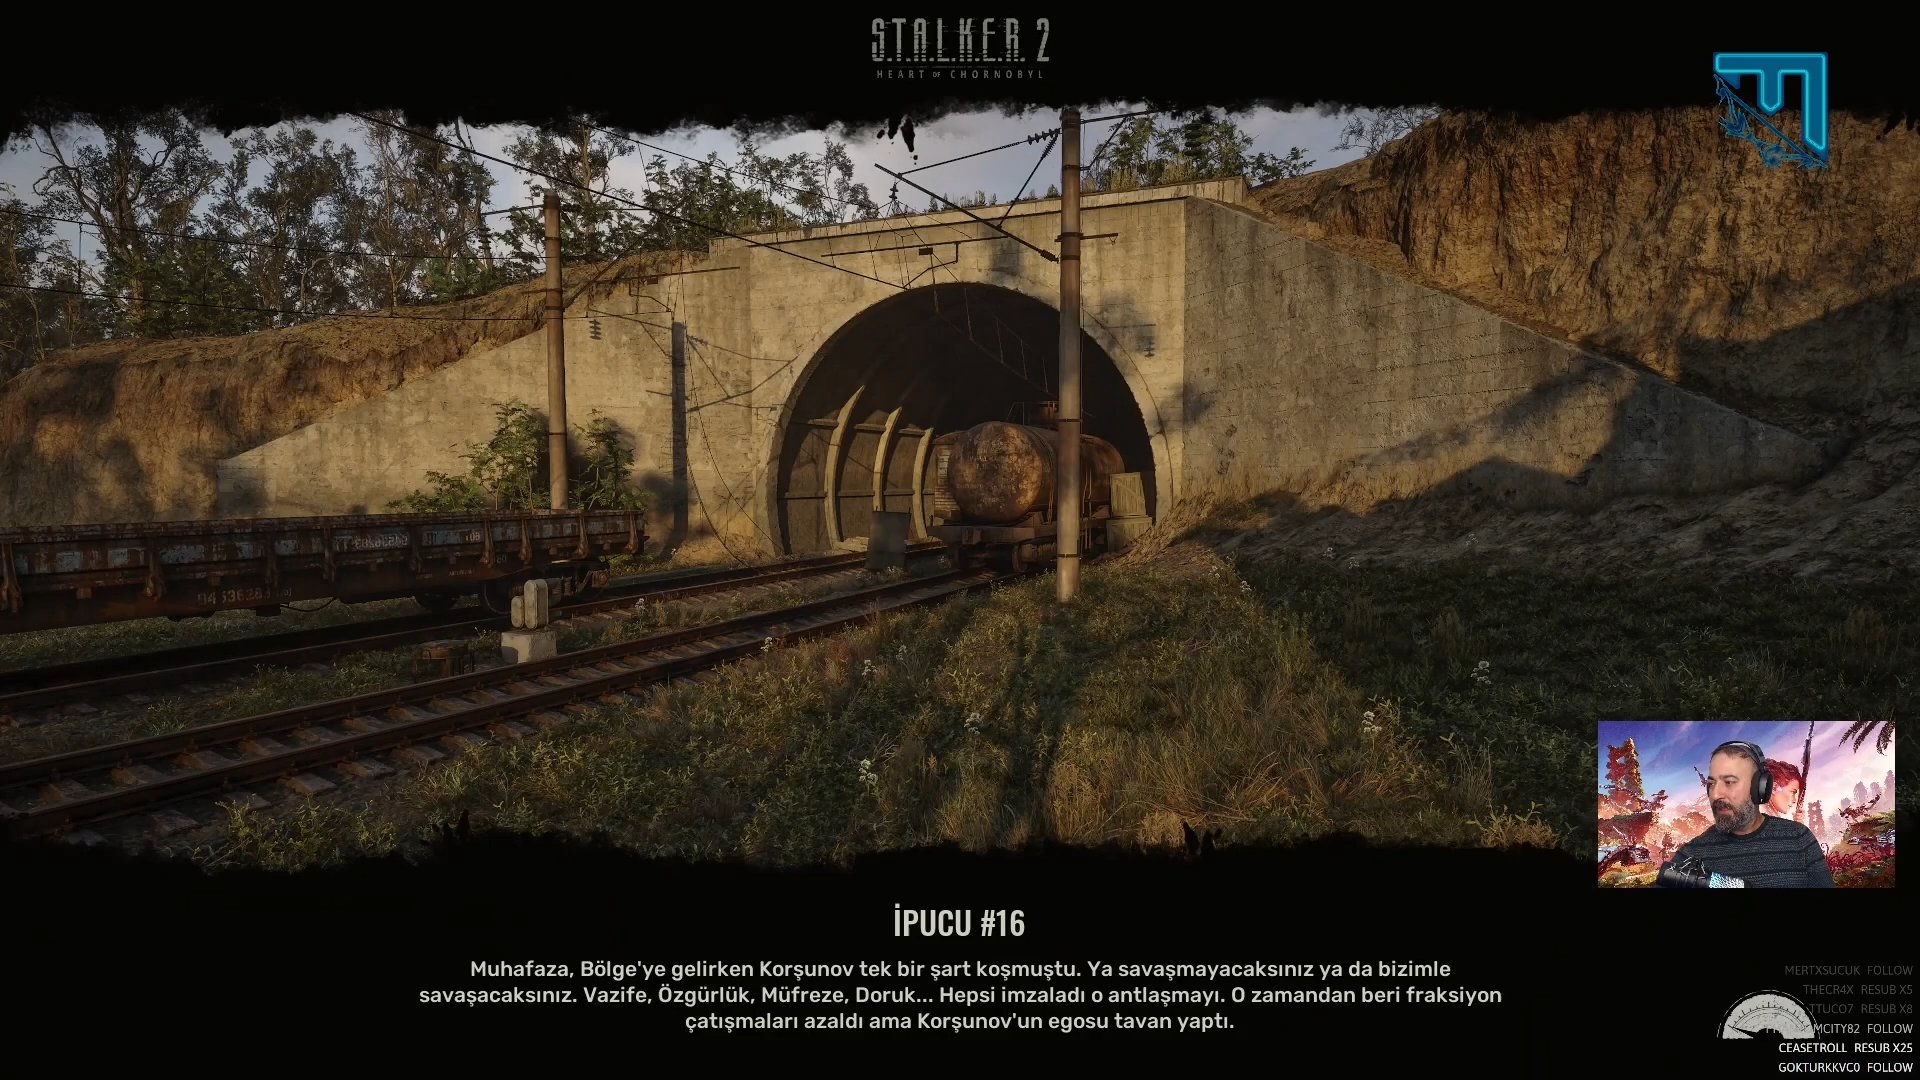 S.T.A.L.K.E.R. 2
HEART OF CHORNOBYL
İPUCU #16
Muhafaza, Bölge'ye gelirken Korşunov tek bir şart koşmuştu. Ya savaşmayacaksınız ya da bizimle
savaşacaksınız. Vazife, Özgürlük, Müfreze, Doruk... Hepsi imzaladı o antlaşmayı. O zamandan beri fraksiyon
çatışmaları azaldı ama Korşunov'un egosu tavan yaptı.
MERTXSUCUK FOLLOW
THECR4X RESUB X5
TTUCO7 RESUB X8
MCITY82 FOLLOW
CEASETROLL RESUB X25
GOKTURKKVC0 FOLLOW